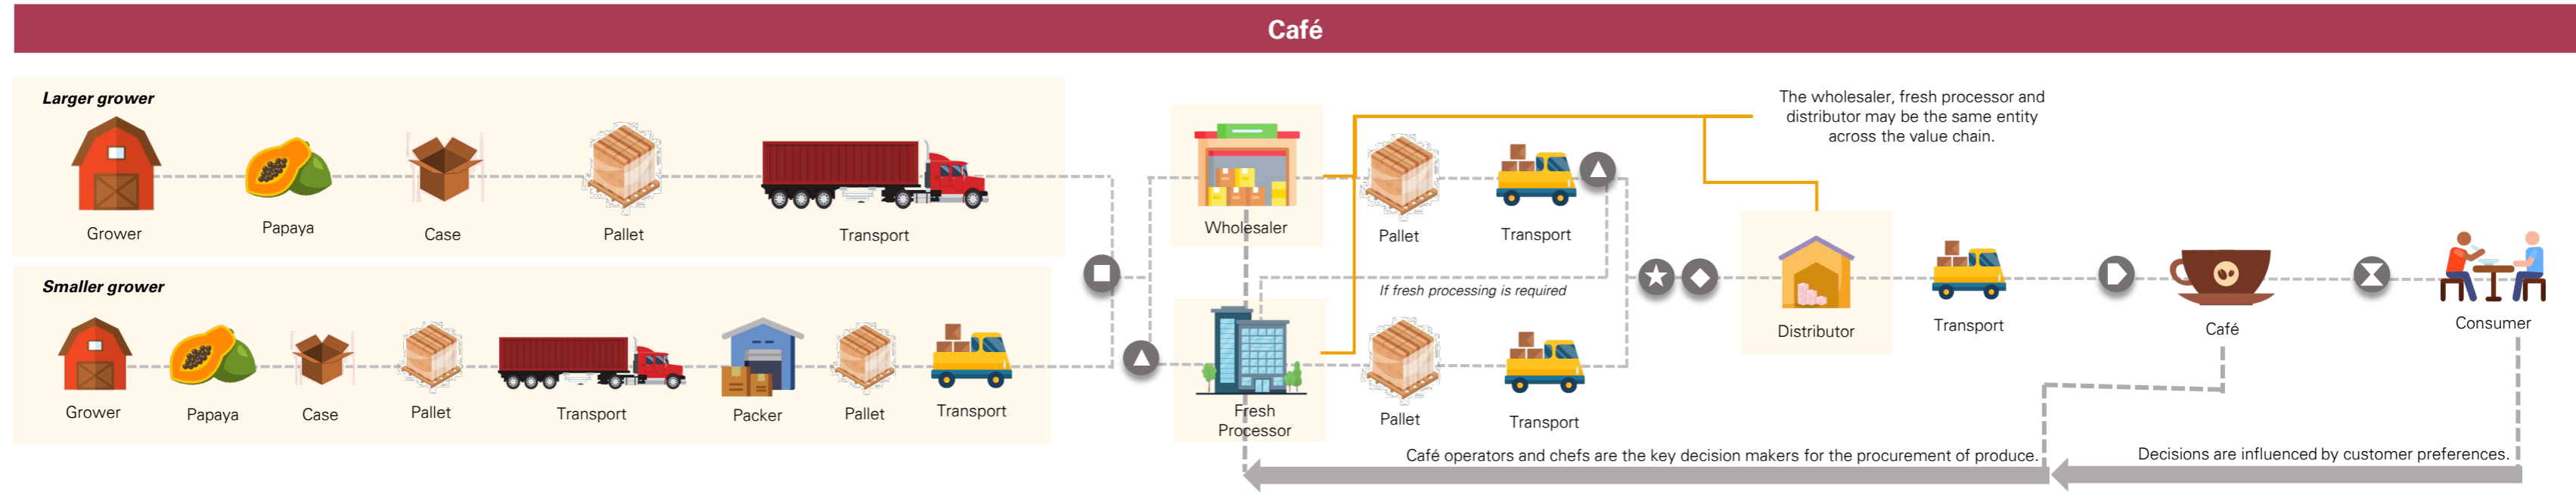 Café
Larger grower
Grower
Papaya
Case
Pallet
Transport
Smaller grower
Grower
Papaya
Case
Pallet
Transport
Packer
Pallet
Transport
Wholesaler
Pallet
Transport
The wholesaler, fresh processor and
distributor may be the same entity
across the value chain.
If fresh processing is required
Fresh
Processor
Pallet
Transport
Distributor
Transport
Café
Consumer
Café operators and chefs are the key decision makers for the procurement of produce.
Decisions are influenced by customer preferences.